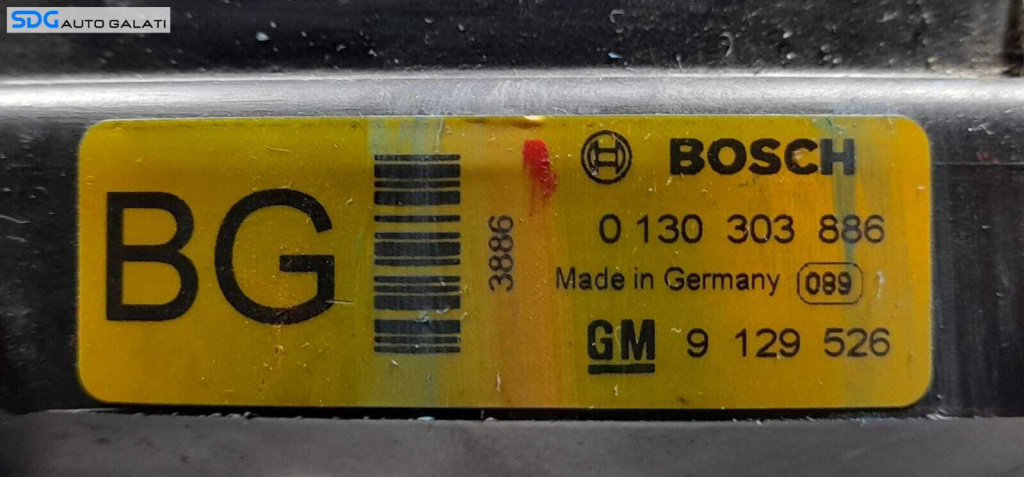 SDG AUTO GALATI
BG
3886
BOSCH
0 130 303 886
Made in Germany 089
GM 9 129 526